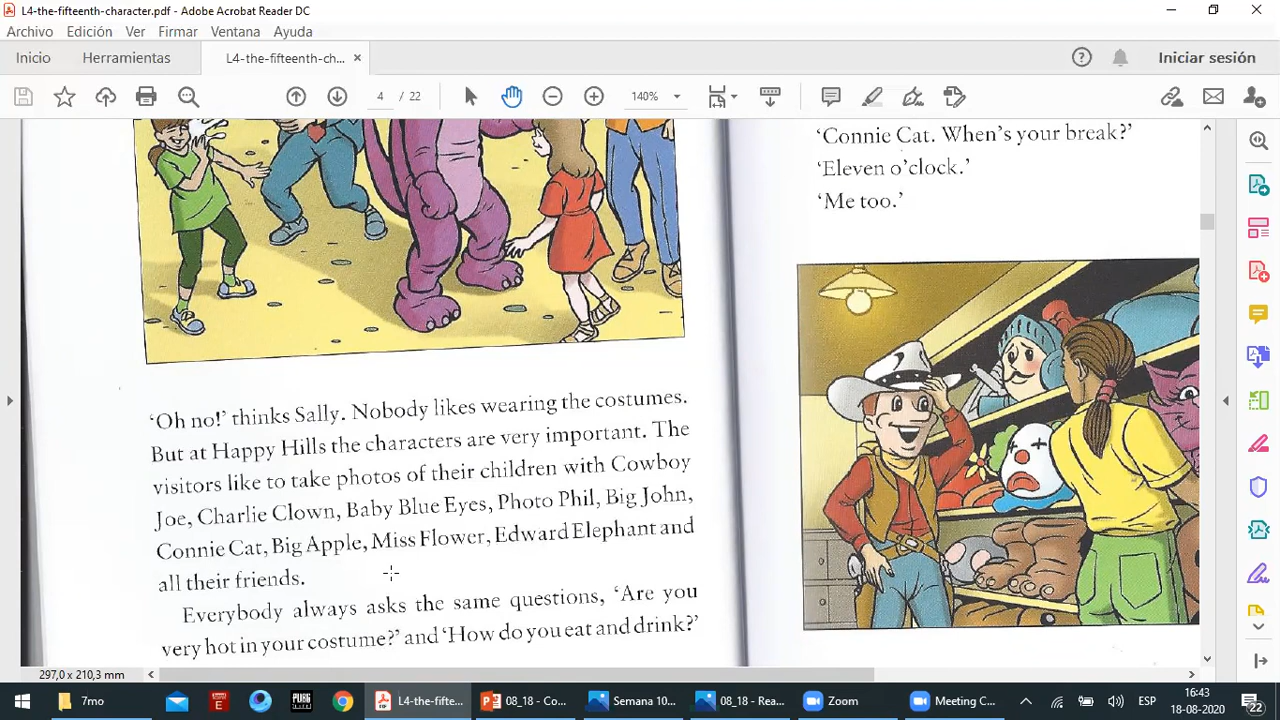 L4-the-fifteenth-character.pdf - Adobe Acrobat Reader DC
Archivo Edición Ver Firmar Ventana Ayuda
Inicio Herramientas L4-the-fifteenth-ch... × Iniciar sesión
4 / 22 140%
'Connie Cat. When's your break?'
'Eleven o'clock.'
'Me too.'
'Oh no!' thinks Sally. Nobody likes wearing the costumes.
But at Happy Hills the characters are very important. The
visitors like to take photos of their children with Cowboy
Joe, Charlie Clown, Baby Blue Eyes, Photo Phil, Big John,
Connie Cat, Big Apple, Miss Flower, Edward Elephant and
all their friends.
Everybody always asks the same questions, 'Are you
very hot in your costume?' and 'How do you eat and drink?'
297,0 x 210,3 mm
7mo L4-the-fiftee... 08_18 - Co... Semana 10... 08_18 - Rea... Zoom Meeting C... ESP 16:43
18-08-2020 22